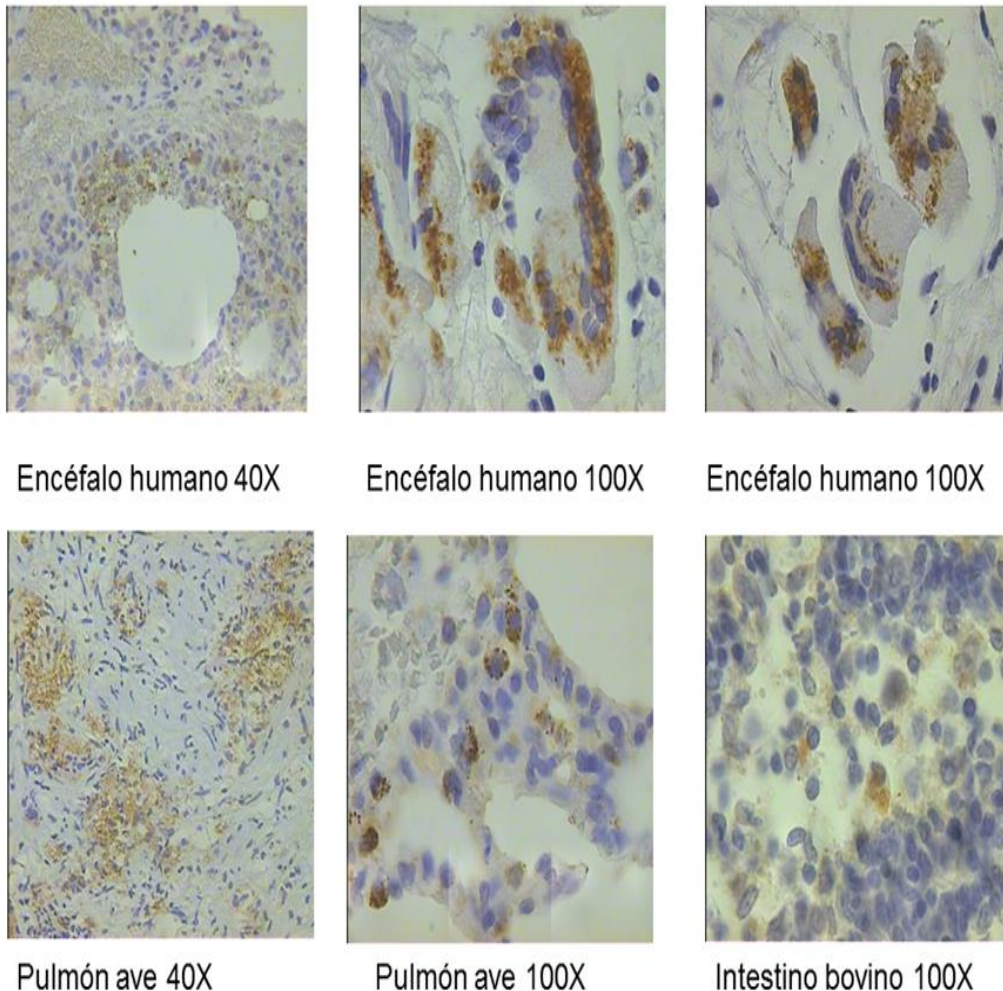 Encéfalo humano 40X
Encéfalo humano 100X
Encéfalo humano 100X
Pulmón ave 40X
Pulmón ave 100X
Intestino bovino 100X